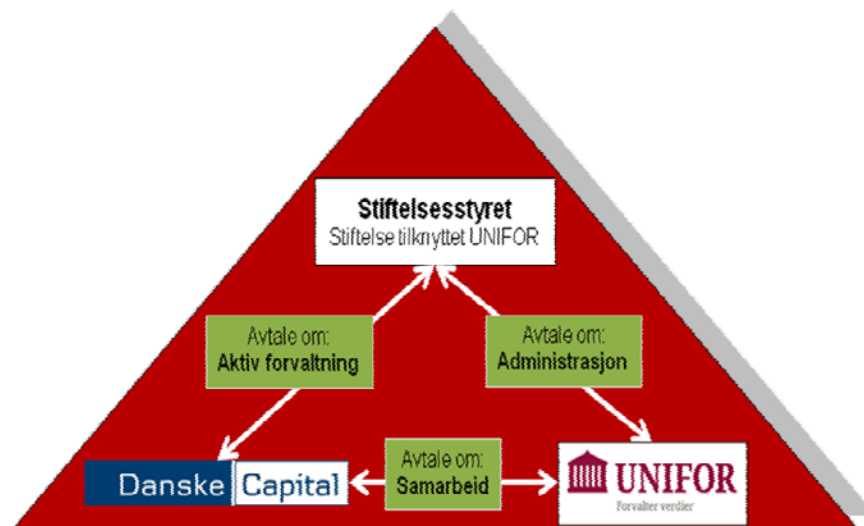 Stiftelsesstyret
Stiftelse tilknyttet UNIFOR
Avtale om:
Aktiv forvaltning
Avtale om:
Administrasjon
Danske Capital
Avtale om:
Samarbeid
UNIFOR
Forvalter verdier